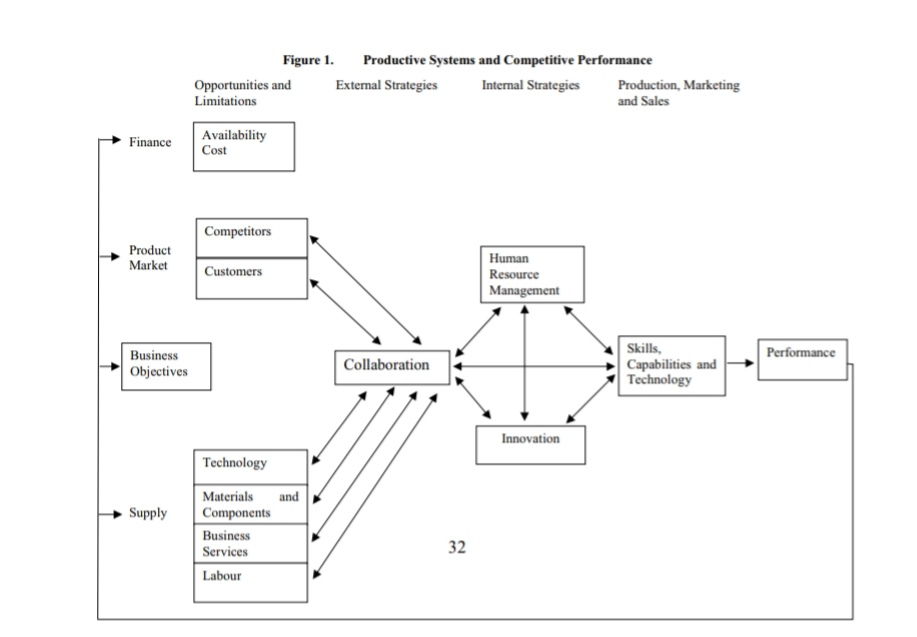 Figure 1. Productive Systems and Competitive Performance
Opportunities and
Limitations
External Strategies
Internal Strategies
Production, Marketing
and Sales
Finance
Availability
Cost
Product
Market
Competitors
Customers
Human
Resource
Management
Business
Objectives
Collaboration
Skills,
Capabilities and
Technology
Performance
Innovation
Supply
Technology
Materials and
Components
Business
Services
Labour
32